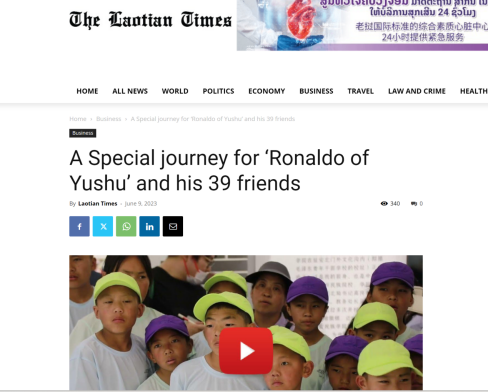 The Laotian Times
ໃຫ້ບໍລິການສຸກເສີນ 24 ຊົ່ວໂມງ
老挝国际标准的综合素质心脏中心
24小时提供紧急服务
HOME ALL NEWS WORLD POLITICS ECONOMY BUSINESS TRAVEL LAW AND CRIME HEALTH
Home › Business › A Special journey for 'Ronaldo of Yushu' and his 39 friends
Business
A Special journey for ‘Ronaldo of
Yushu’ and his 39 friends
By Laotian Times - June 9, 2023 340 0